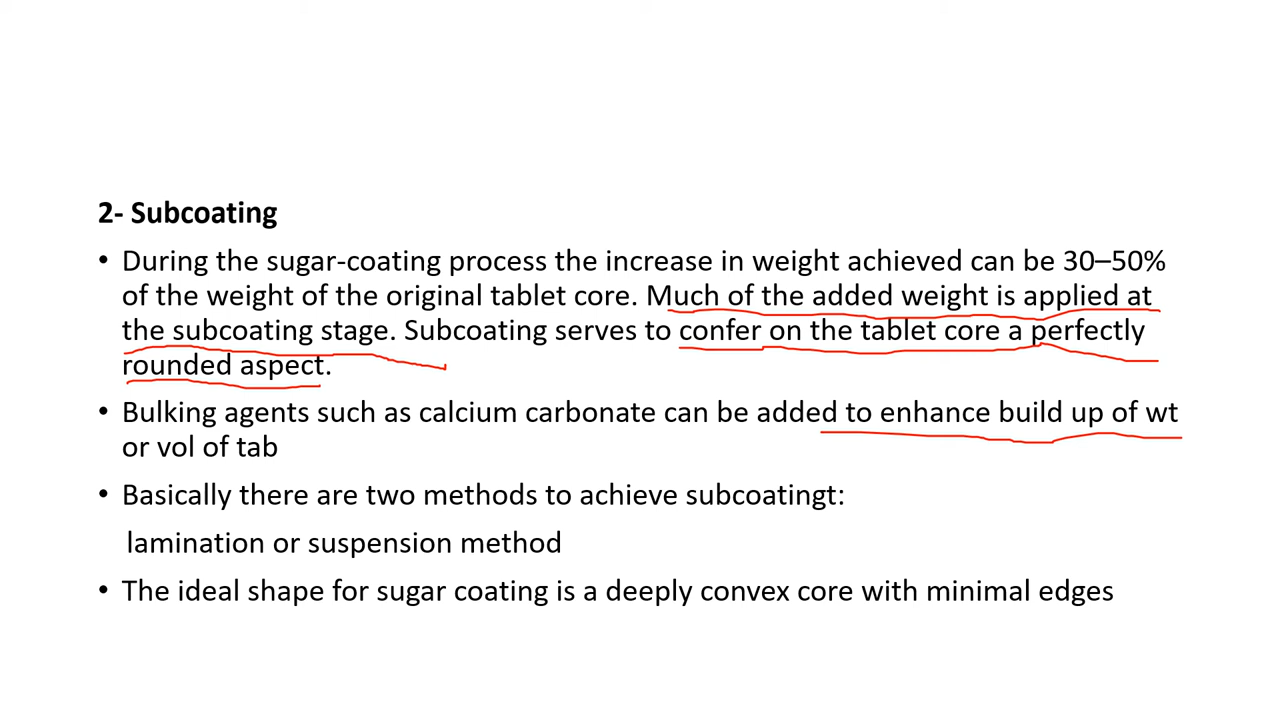 2- Subcoating
• During the sugar-coating process the increase in weight achieved can be 30–50%
of the weight of the original tablet core. Much of the added weight is applied at
the subcoating stage. Subcoating serves to confer on the tablet core a perfectly
rounded aspect.
• Bulking agents such as calcium carbonate can be added to enhance build up of wt
or vol of tab
• Basically there are two methods to achieve subcoatingt:
lamination or suspension method
• The ideal shape for sugar coating is a deeply convex core with minimal edges